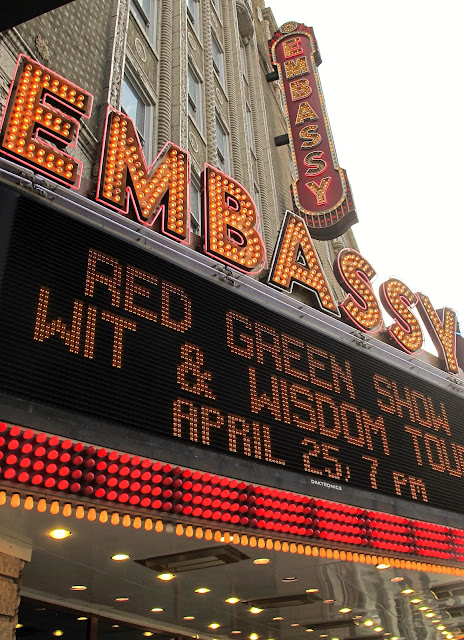 EMBASSY
EMBASSY
RED GREEN SHOW
WIT & WISDOM TOUR
APRIL 25, 7 PM
DAKTRONICS